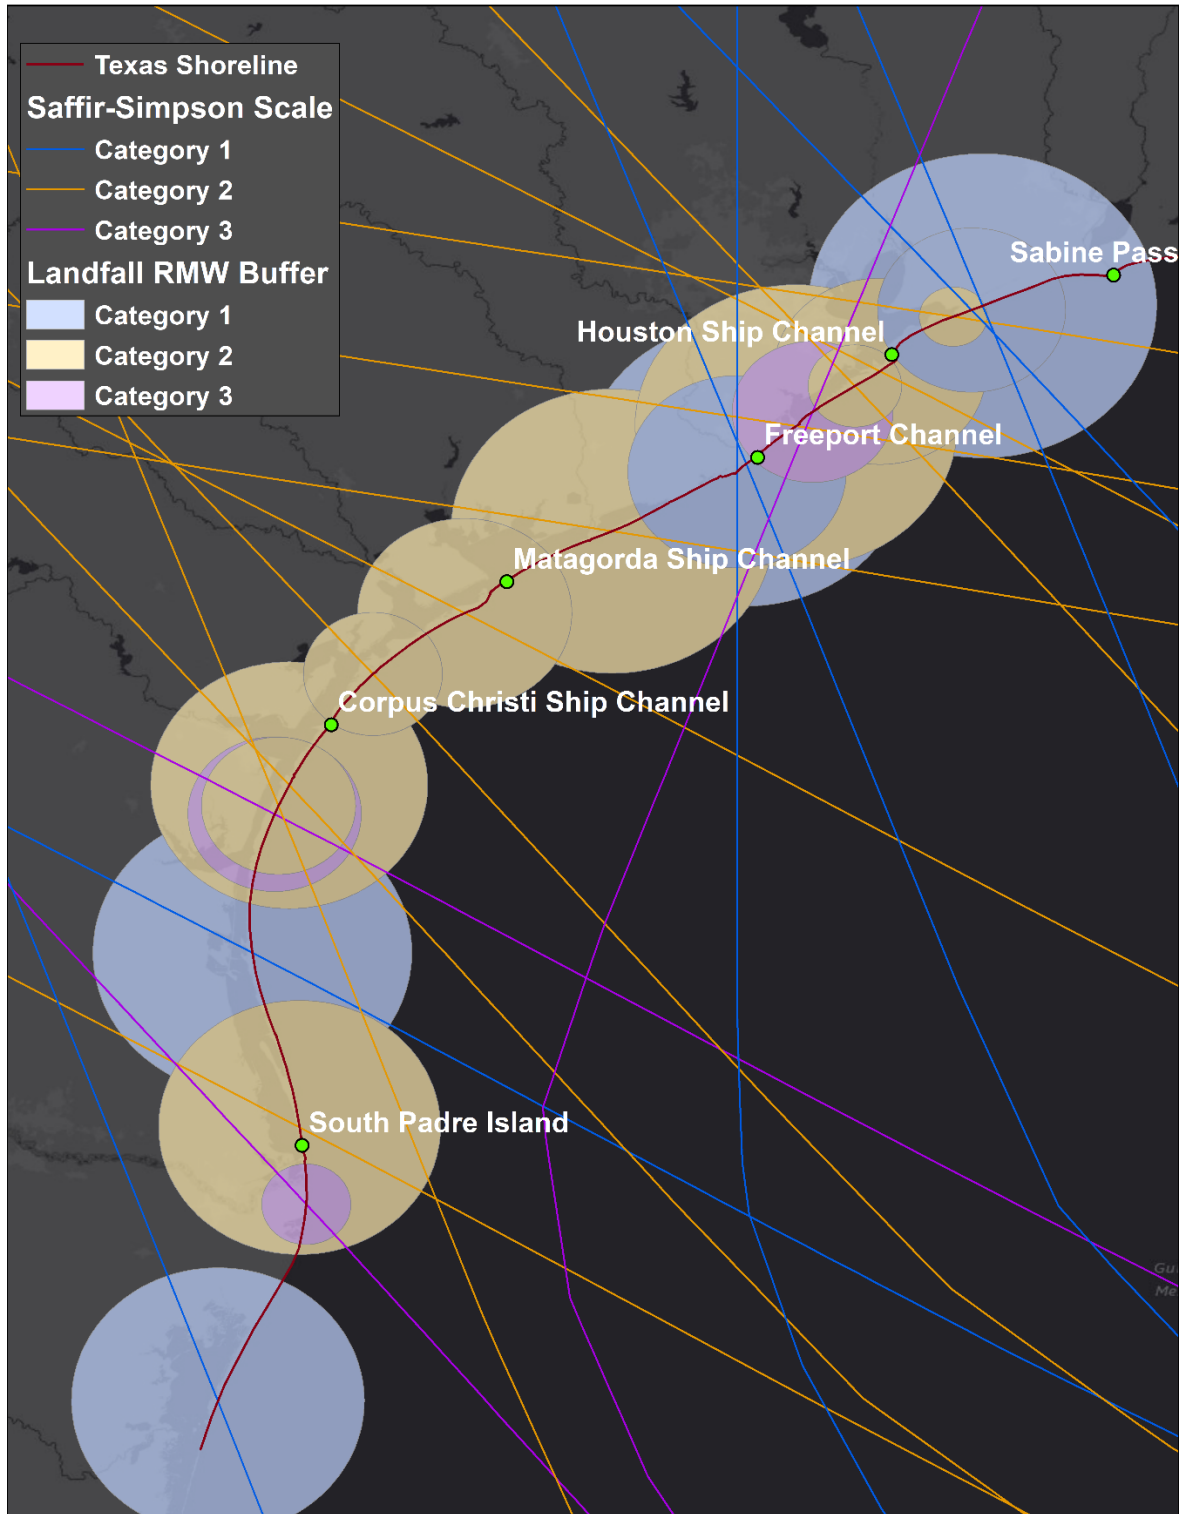 Texas Shoreline
Saffir-Simpson Scale
Category 1
Category 2
Category 3
Landfall RMW Buffer
Category 1
Category 2
Category 3
Sabine Pass
Houston Ship Channel
Freeport Channel
Matagorda Ship Channel
Corpus Christi Ship Channel
South Padre Island